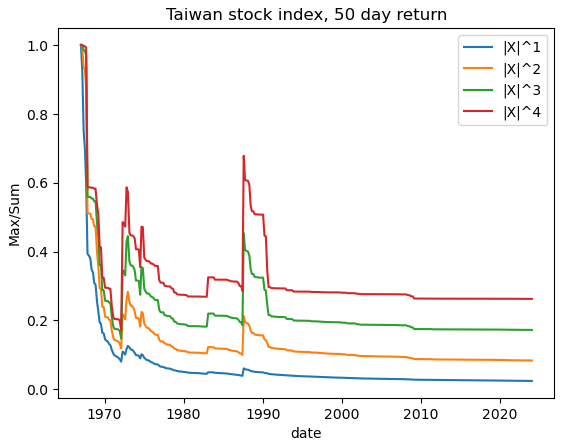 Taiwan stock index, 50 day return
|X|^1
|X|^2
|X|^3
|X|^4
Max/Sum
1.0
0.8
0.6
0.4
0.2
0.0
1970 1980 1990 2000 2010 2020
date